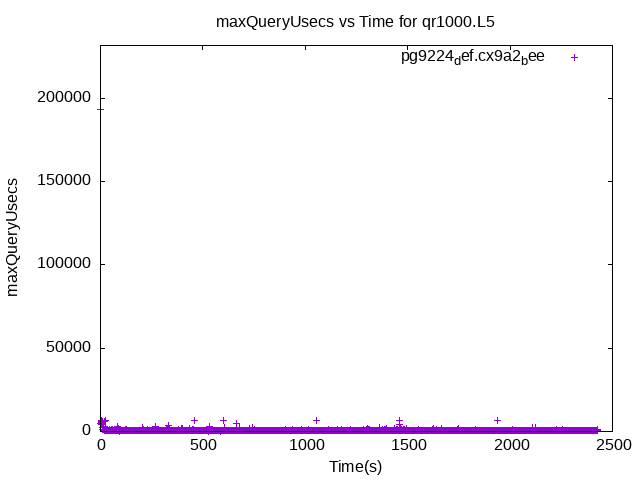 maxQueryUsecs vs Time for qr1000.L5
pg9224def.cx9a2bee
200000
150000
100000
50000
0
maxQueryUsecs
0 500 1000 1500 2000 2500
Time(s)